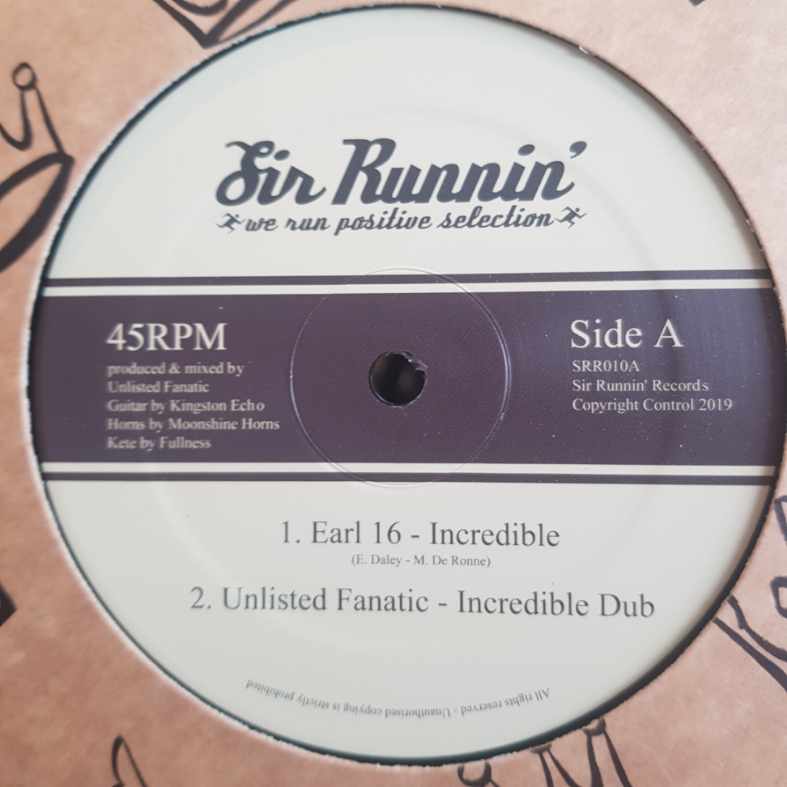 Sir Runnin'
we run positive selection
45RPM
produced & mixed by
Unlisted Fanatic
Guitar by Kingston Echo
Horns by Moonshine Horns
Kete by Fullness
Side A
SRR010A
Sir Runnin' Records
Copyright Control 2019
1. Earl 16 - Incredible
(E. Daley - M. De Ronne)
2. Unlisted Fanatic - Incredible Dub
All rights reserved - Unauthorised copying is strictly prohibited